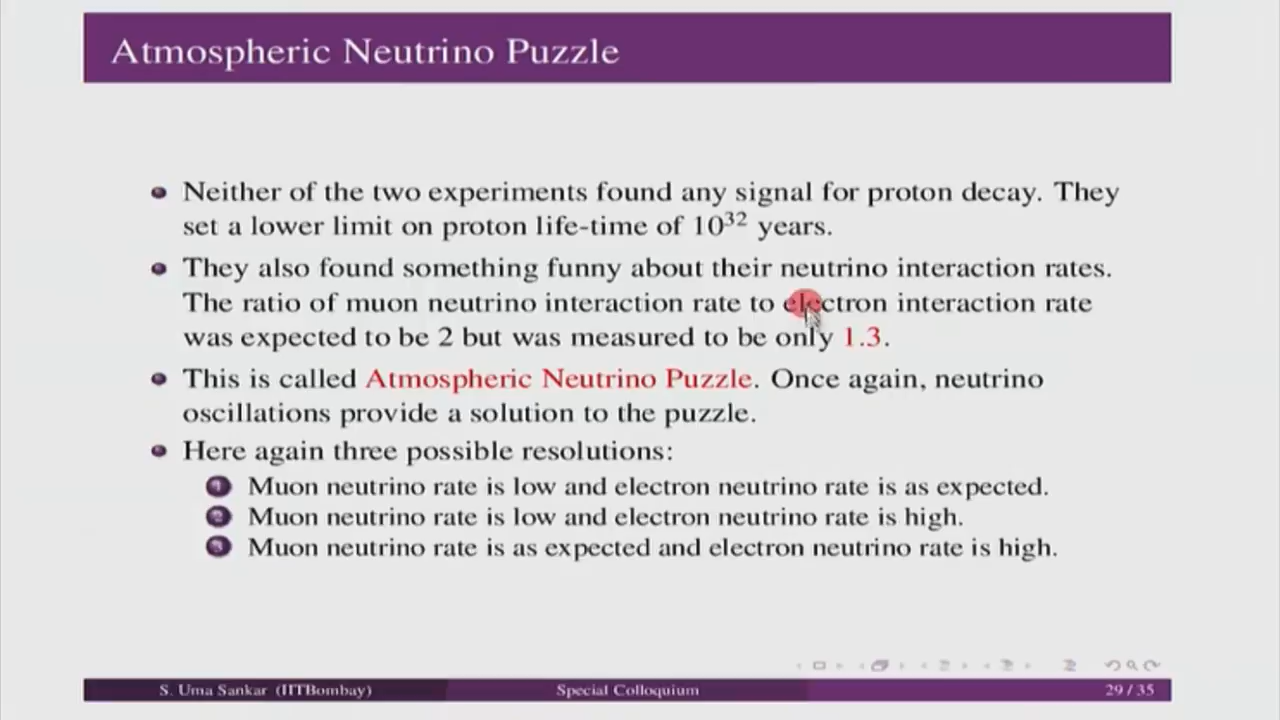 Atmospheric Neutrino Puzzle
Neither of the two experiments found any signal for proton decay. They
set a lower limit on proton life-time of 10³² years.
They also found something funny about their neutrino interaction rates.
The ratio of muon neutrino interaction rate to electron interaction rate
was expected to be 2 but was measured to be only 1.3.
This is called Atmospheric Neutrino Puzzle. Once again, neutrino
oscillations provide a solution to the puzzle.
Here again three possible resolutions:
1 Muon neutrino rate is low and electron neutrino rate is as expected.
2 Muon neutrino rate is low and electron neutrino rate is high.
3 Muon neutrino rate is as expected and electron neutrino rate is high.
S. Uma Sankar (IITBombay) Special Colloquium 29 / 35